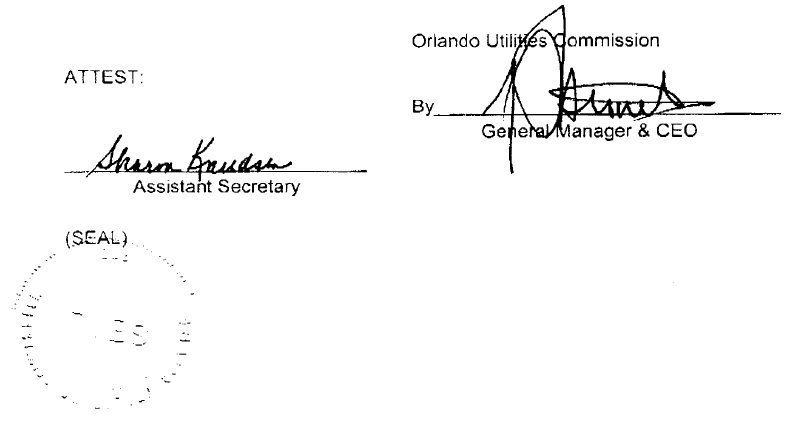 Orlando Utilities Commission
ATTEST:
By
General Manager & CEO
Sharon Knudsen
Assistant Secretary
(SEAL)